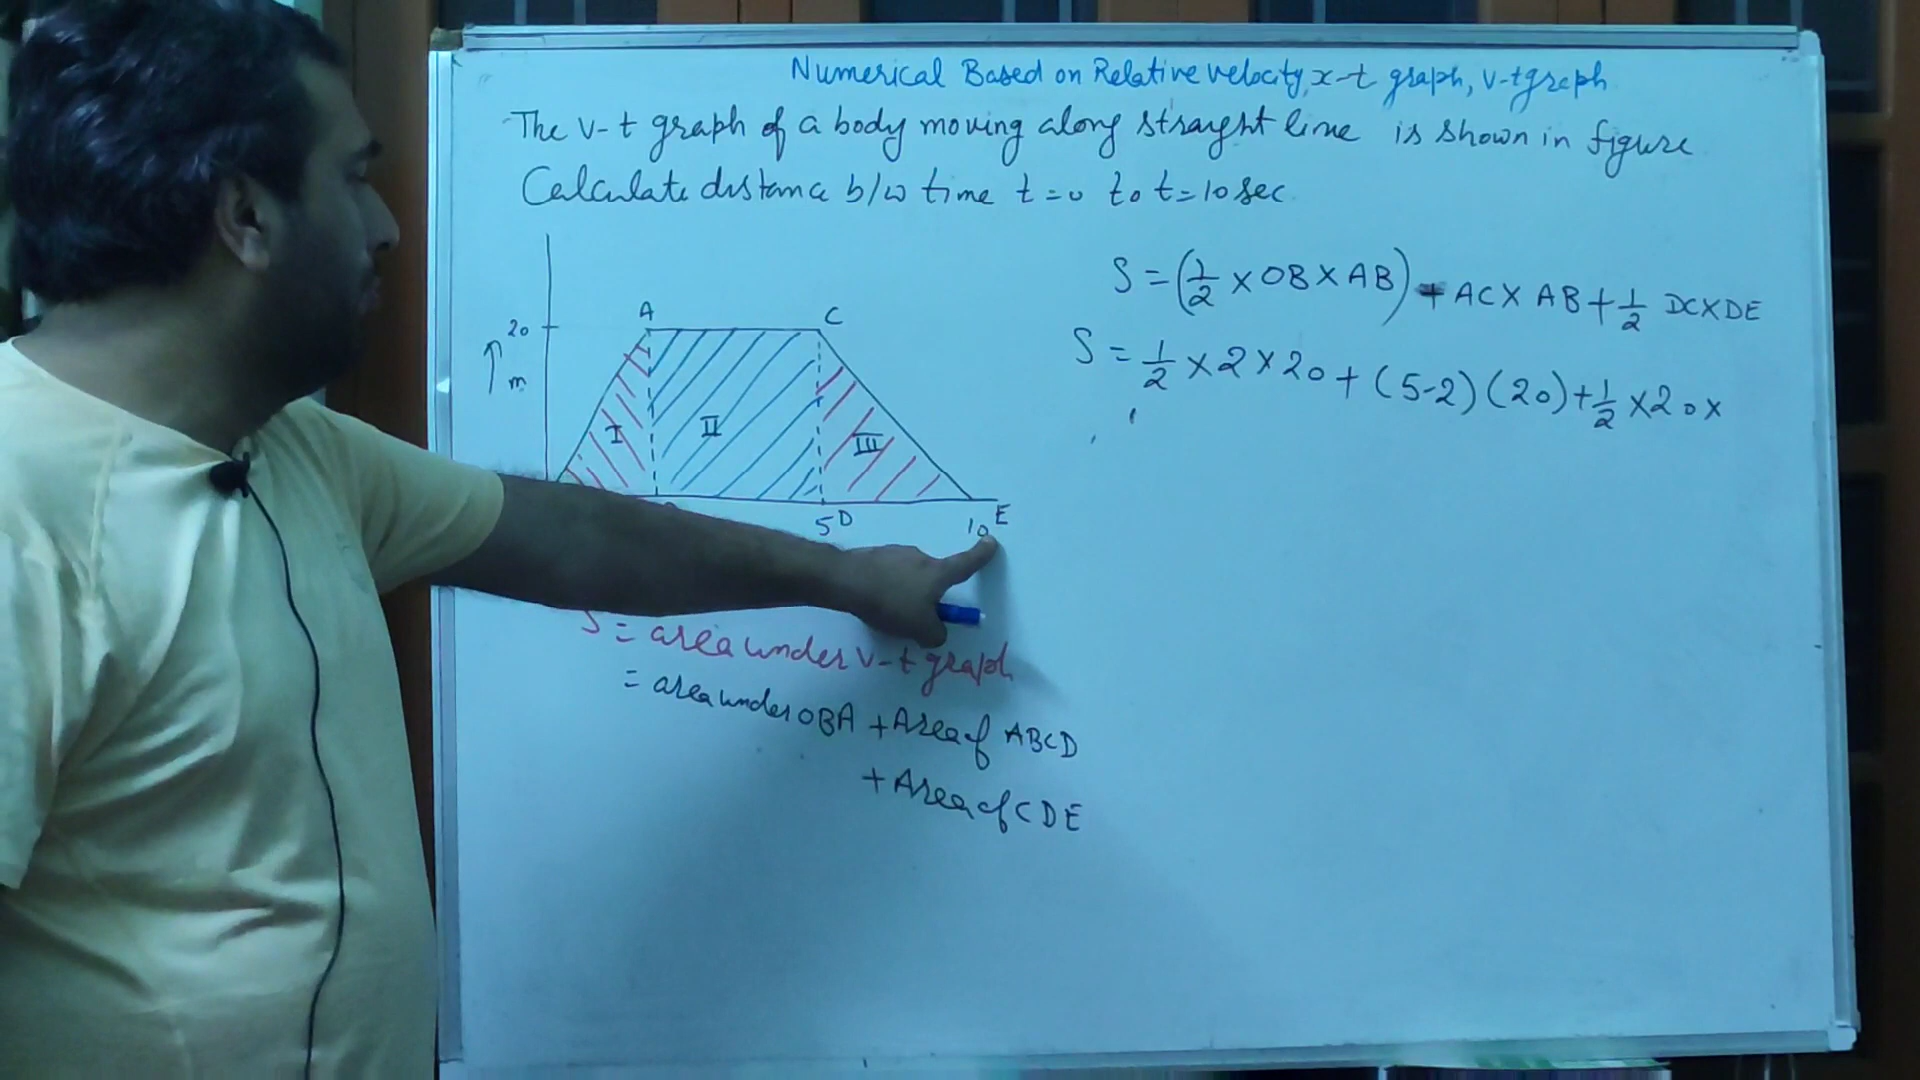 Numerical Based on Relative velocity, x-t graph, v-t graph
The v-t graph of a body moving along straight line is shown in figure
Calculate distance b/w time t=0 to t=10 sec
S = (1/2 × OB × AB) + AC × AB + 1/2 DC × DE
S = 1/2 × 2 × 20 + (5-2) (20) + 1/2 × 20 ×
A C
20
↑ m
I II III
5 D 10 E
S = area under v-t graph
= area under OBA + Area of ABCD
+ Area of CDE